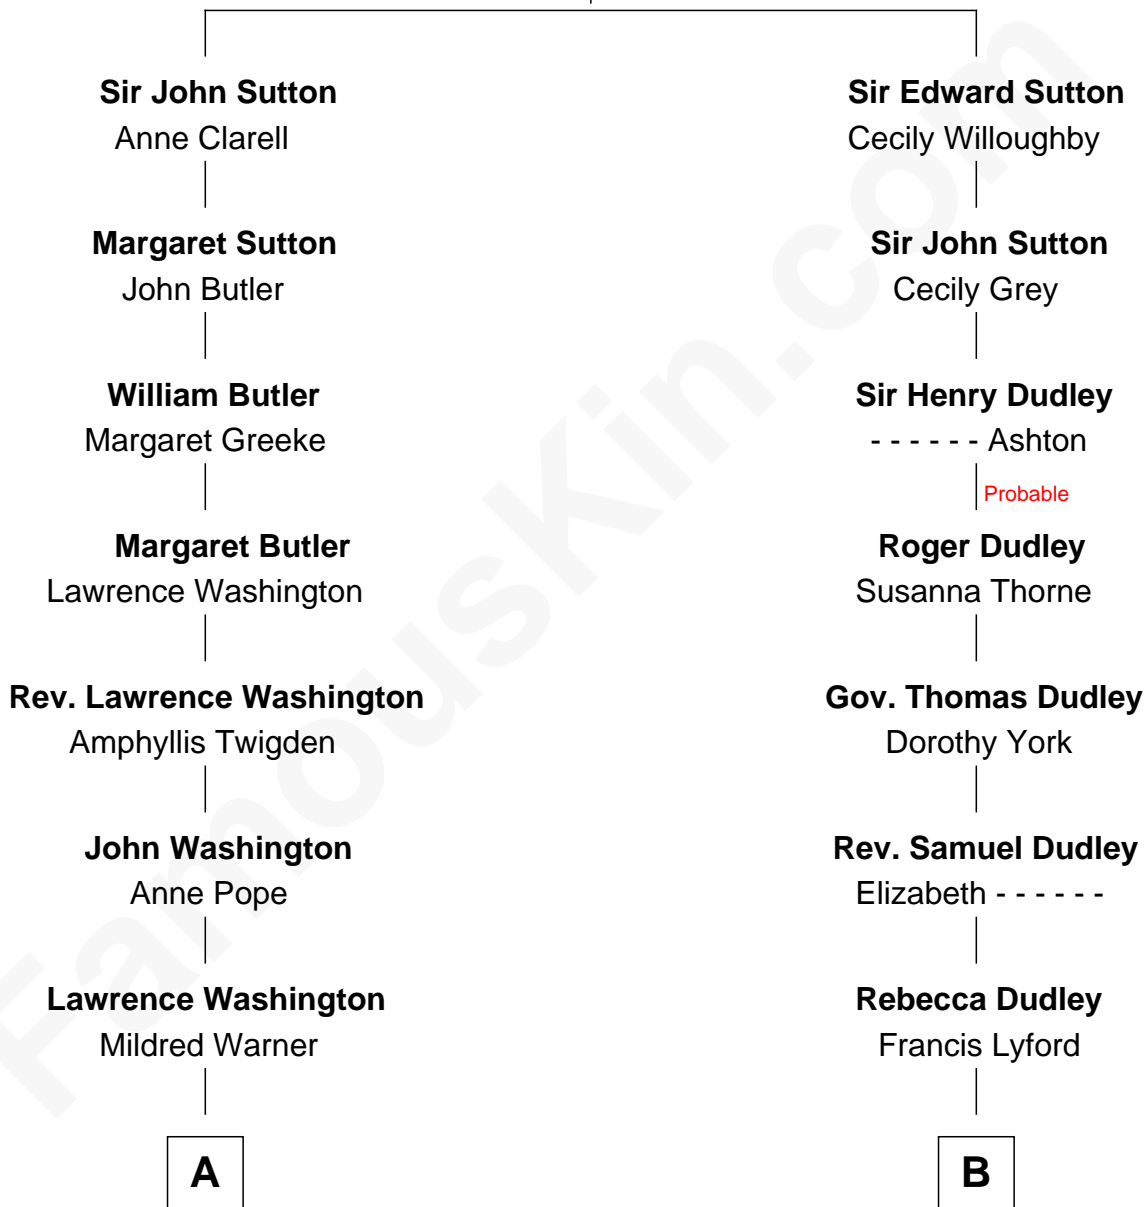 Sir John Sutton
Anne Clarell
Margaret Sutton
John Butler
William Butler
Margaret Greeke
Margaret Butler
Lawrence Washington
Rev. Lawrence Washington
Amphyllis Twigden
John Washington
Anne Pope
Lawrence Washington
Mildred Warner
A
Sir Edward Sutton
Cecily Willoughby
Sir John Sutton
Cecily Grey
Sir Henry Dudley
- - - - - - Ashton
Probable
Roger Dudley
Susanna Thorne
Gov. Thomas Dudley
Dorothy York
Rev. Samuel Dudley
Elizabeth - - - - - -
Rebecca Dudley
Francis Lyford
B
FamousKin.com